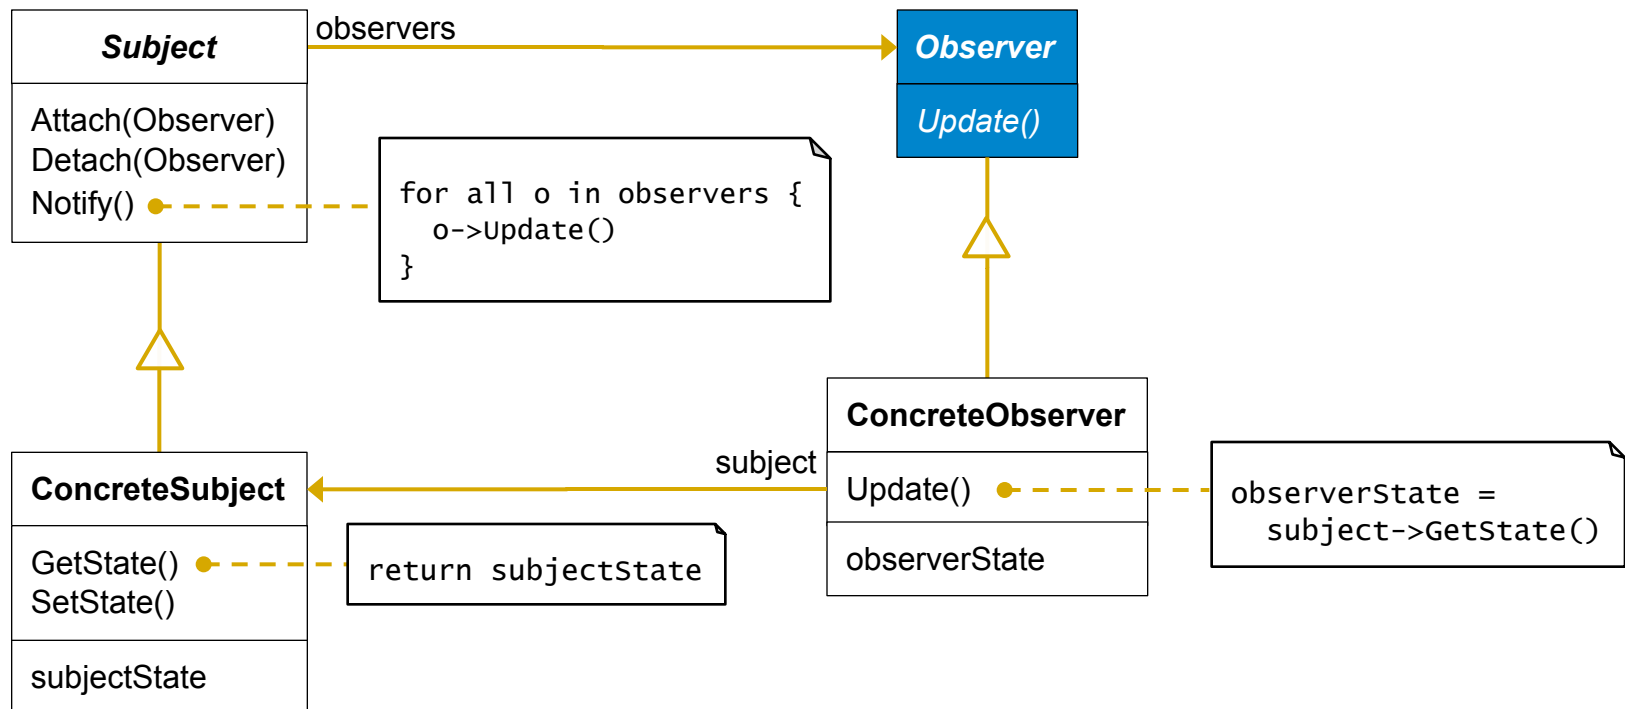 Subject
observers
Observer
Attach(Observer)
Detach(Observer)
Notify()
Update()
for all o in observers {
  o->Update()
}
ConcreteObserver
subject
Update()
observerState
observerState =
  subject->GetState()
ConcreteSubject
GetState()
SetState()
return subjectState
subjectState